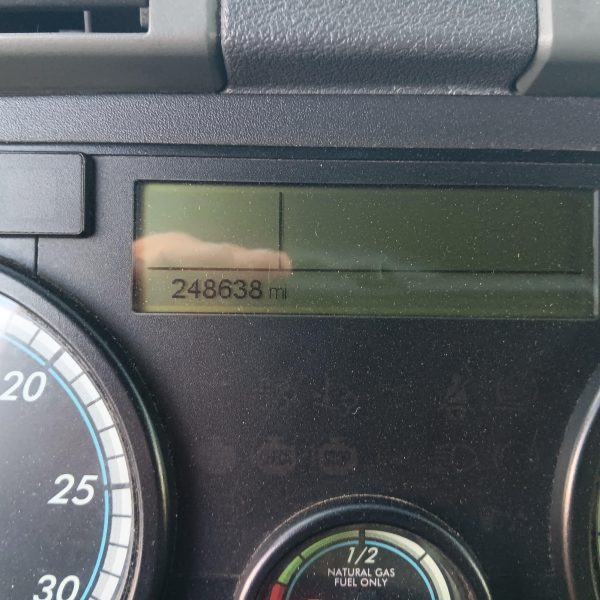 248638 mi
20
25
30
1/2
NATURAL GAS
FUEL ONLY